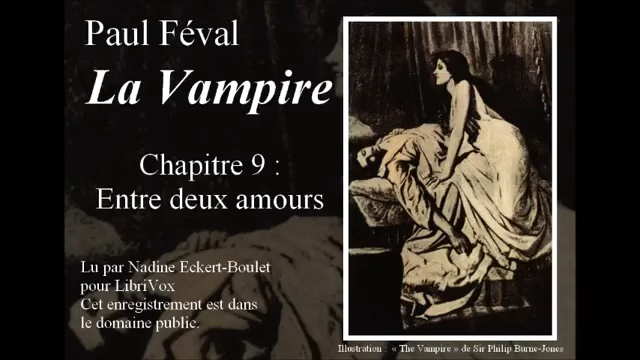 Paul Féval
La Vampire
Chapitre 9 :
Entre deux amours
Lu par Nadine Eckert-Boulet
pour LibriVox
Cet enregistrement est dans
le domaine public.
Illustration : « The Vampire » de Sir Philip Burne-Jones